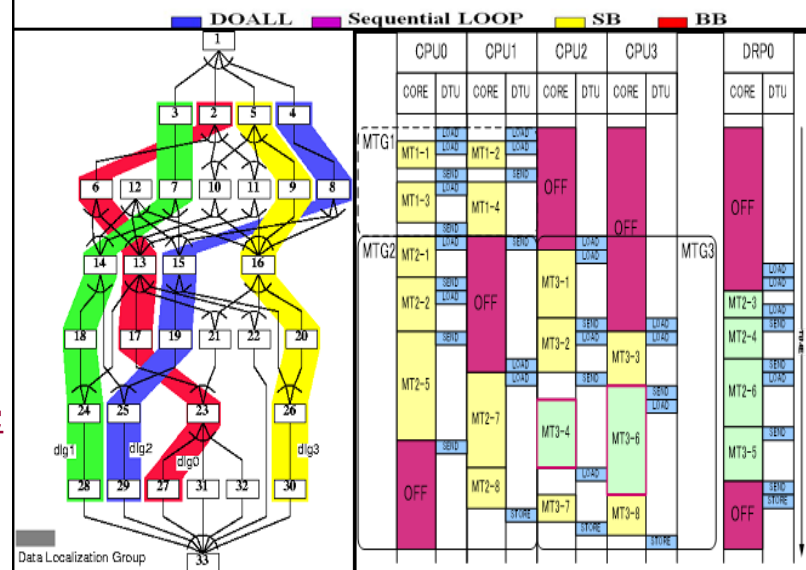 DOALL Sequential LOOP SB BB
1
3 2 5 4
6 12 7 10 11 9 8
14 13 15 16
18 17 19 21 22 20
24 25 23 26
dlg1 dlg2 dlg0 dlg3
28 29 27 31 32 30
33
Data Localization Group
CPU0 CPU1 CPU2 CPU3 DRP0
CORE DTU CORE DTU CORE DTU CORE DTU CORE DTU
MTG1
LOAD LOAD
MT1-1 LOAD MT1-2 LOAD
SEND SEND
OFF OFF OFF
MT1-3 LOAD MT1-4
SEND
MTG2 MTG3
MT2-1 LOAD SEND LOAD
MT3-1 LOAD
LOAD
SEND LOAD
MT2-2 LOAD OFF MT2-3 LOAD
SEND LOAD SEND
MT2-5 SEND MT3-2 LOAD MT3-3 LOAD MT2-4
LOAD SEND
LOAD SEND LOAD
MT2-7 SEND MT2-6
MT3-4 MT3-6 LOAD
SEND MT3-5 SEND
OFF MT2-8 LOAD
SEND
MT3-7 MT3-8 OFF STORE
STORE STORE
STORE